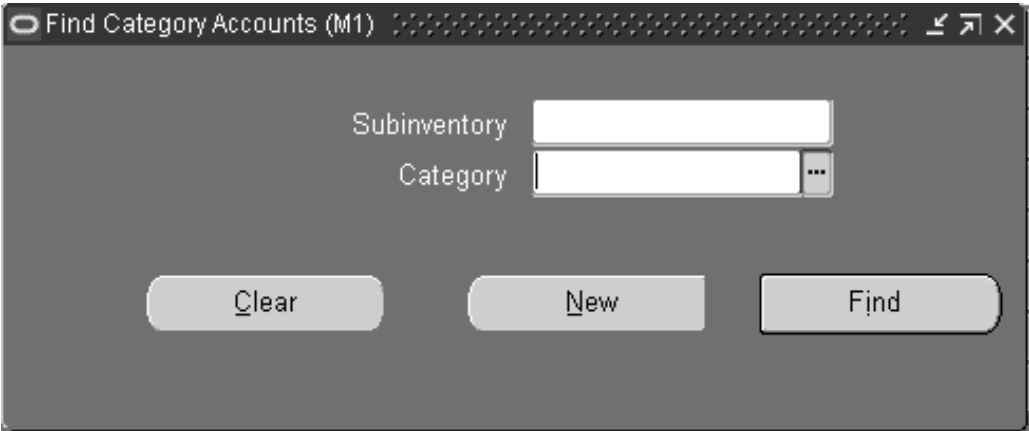 Find Category Accounts (M1)
Subinventory
Category
Clear New Find